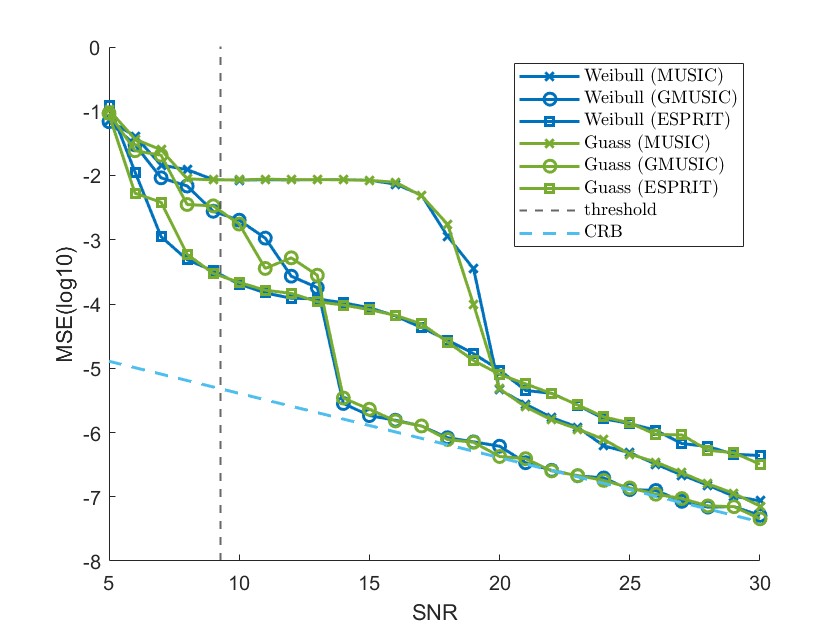 0
-1
-2
-3
-4
-5
-6
-7
-8
MSE(log10)
Weibull (MUSIC)
Weibull (GMUSIC)
Weibull (ESPRIT)
Guass (MUSIC)
Guass (GMUSIC)
Guass (ESPRIT)
threshold
CRB
5 10 15 20 25 30
SNR